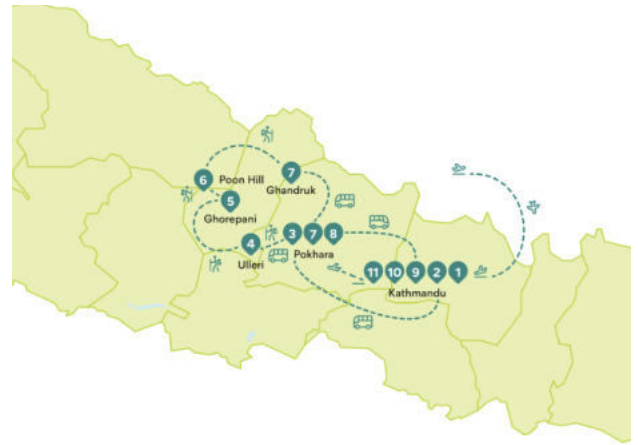 7
6
Poon Hill
Ghandruk
5
Ghorepani
3 7 8
4
Pokhara
Ulleri
11 10 9 2 1
Kathmandu